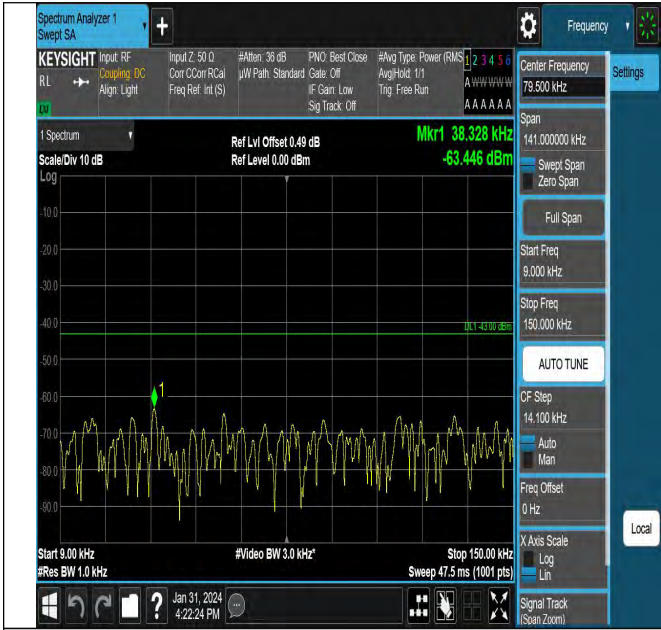 Spectrum Analyzer 1
Swept SA
+
Frequency
KEYSIGHT
RL
Input: RF
Coupling: DC
Align: Light
Input Z: 50 Ω
Corr CCorr RCal
Freq Ref: Int (S)
#Atten: 36 dB
µW Path: Standard
PNO: Best Close
Gate: Off
IF Gain: Low
Sig Track: Off
#Avg Type: Power (RMS
Avg|Hold: 1/1
Trig: Free Run
1 2 3 4 5 6
A W W W W W
A A A A A A
1 Spectrum
Scale/Div 10 dB
Log
Ref Lvl Offset 0.49 dB
Ref Level 0.00 dBm
Mkr1 38.328 kHz
-63.446 dBm
-10.0
-20.0
-30.0
-40.0
DL1 -43.00 dBm
-50.0
-60.0
1
-70.0
-80.0
-90.0
Start 9.00 kHz
#Res BW 1.0 kHz
#Video BW 3.0 kHz*
Stop 150.00 kHz
Sweep 47.5 ms (1001 pts)
?
Jan 31, 2024
4:22:24 PM
Center Frequency
79.500 kHz
Settings
Span
141.000000 kHz
Swept Span
Zero Span
Full Span
Start Freq
9.000 kHz
Stop Freq
150.000 kHz
AUTO TUNE
CF Step
14.100 kHz
Auto
Man
Freq Offset
0 Hz
X Axis Scale
Log
Lin
Local
Signal Track
(Span Zoom)